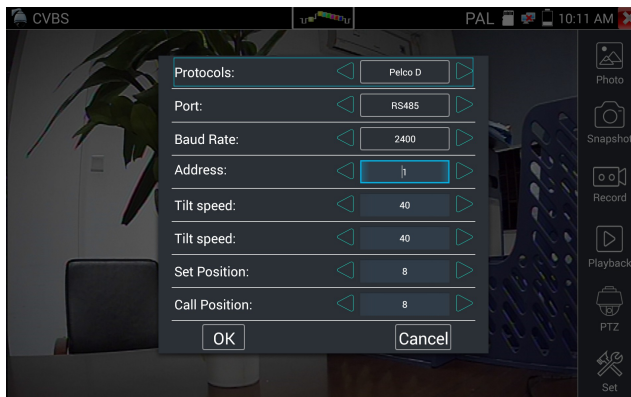 CVBS PAL 10:11 AM
Protocols: Pelco D
Port: RS485
Baud Rate: 2400
Address: 1
Tilt speed: 40
Tilt speed: 40
Set Position: 8
Call Position: 8
OK Cancel
Photo
Snapshot
Record
Playback
PTZ
Set